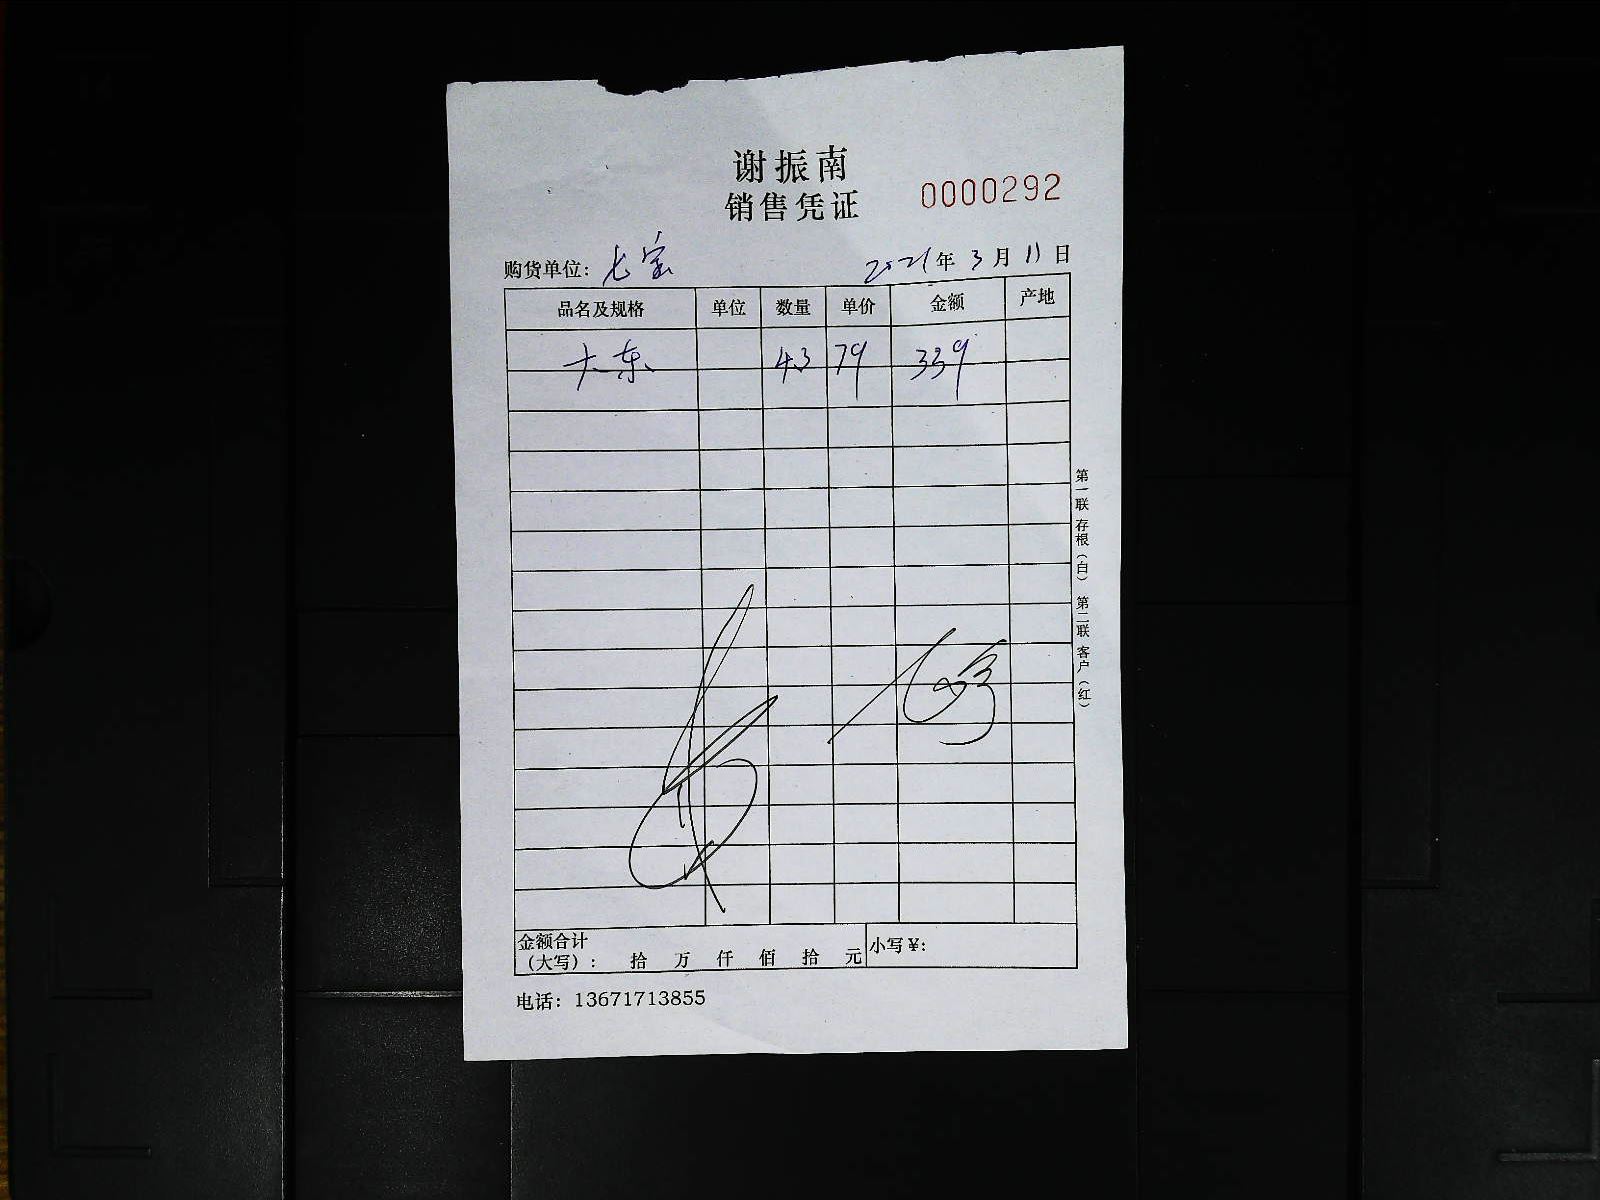 谢振南
销售凭证
0000292
购货单位: 七宝 2021年3月11日
品名及规格 单位 数量 单价 金额 产地
大东 4.3 79 339
第一联 存根（白） 第二联 客户（红）
金额合计
（大写）: 拾 万 仟 佰 拾 元 小写¥:
电话: 13671713855